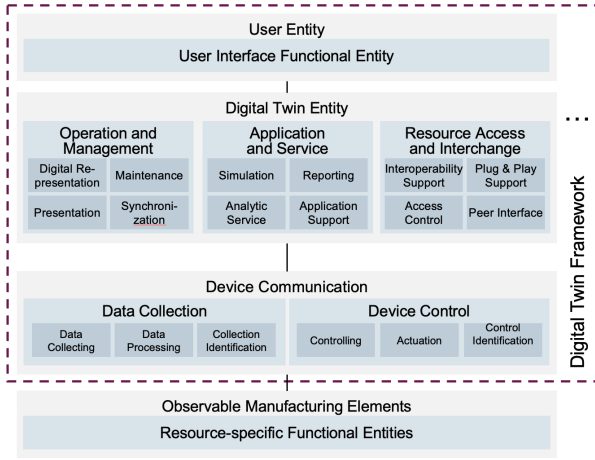 User Entity
User Interface Functional Entity
Digital Twin Entity
Operation and
Management
Digital Re-
presentation
Maintenance
Presentation
Synchroni-
zation
Application
and Service
Simulation
Reporting
Analytic
Service
Application
Support
Resource Access
and Interchange
Interoperability
Support
Plug & Play
Support
Access
Control
Peer Interface
...
Digital Twin Framework
Device Communication
Data Collection
Data
Collecting
Data
Processing
Collection
Identification
Device Control
Controlling
Actuation
Control
Identification
Observable Manufacturing Elements
Resource-specific Functional Entities